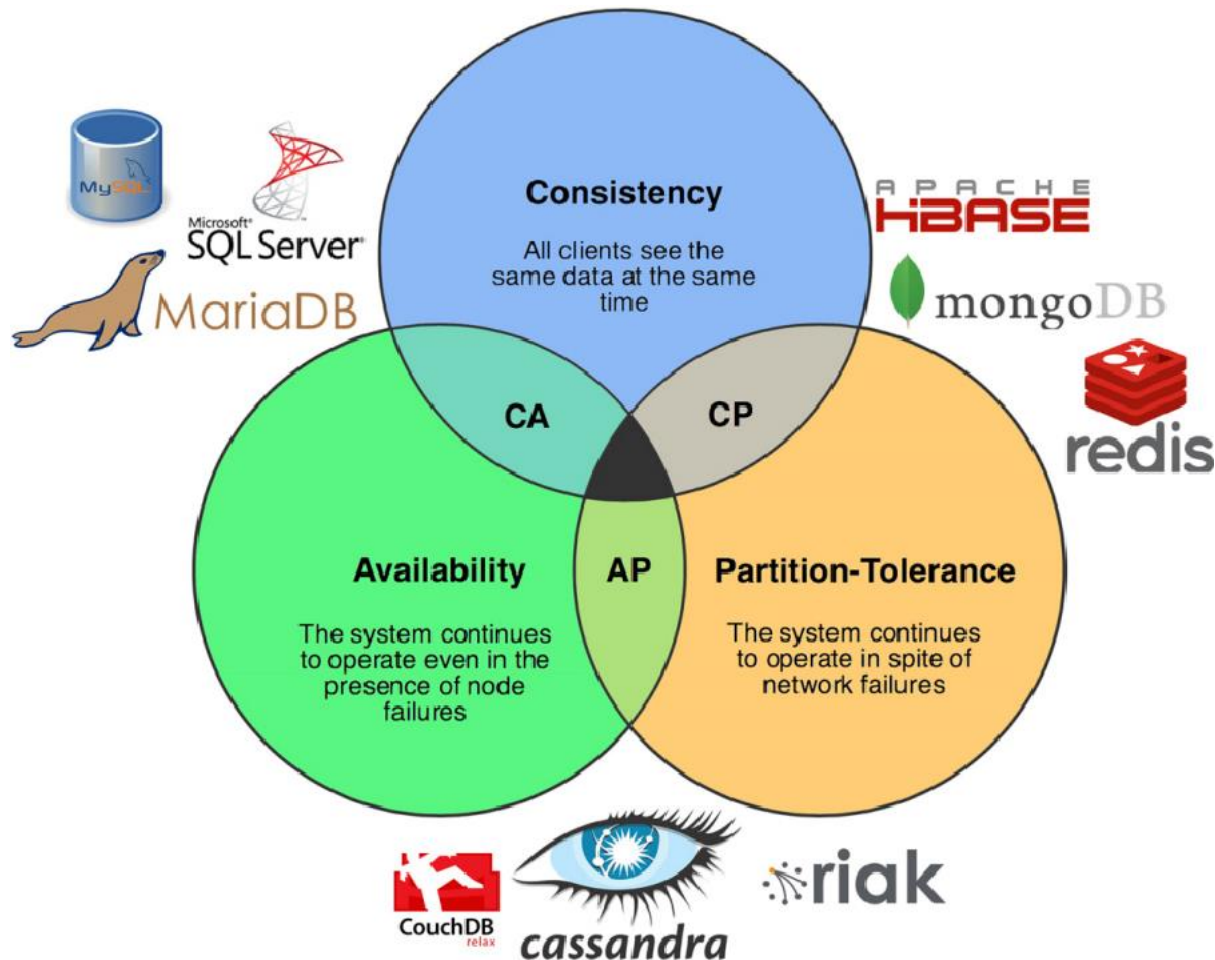 MySQL
Microsoft®
SQL Server®
MariaDB
Consistency
All clients see the
same data at the same
time
APACHE
HBASE
mongoDB
redis
CA
CP
Availability
AP
Partition-Tolerance
The system continues
to operate even in the
presence of node
failures
The system continues
to operate in spite of
network failures
CouchDB
relax
cassandra
riak